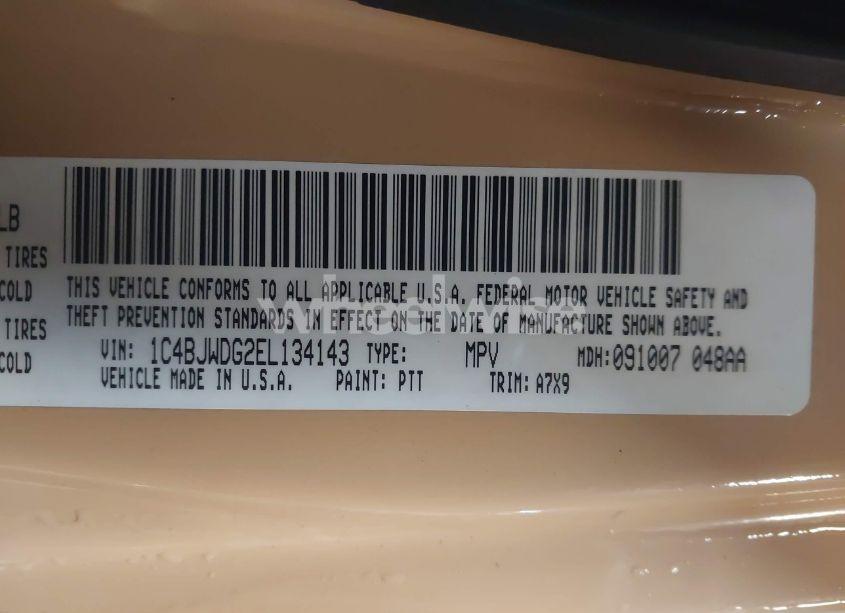 LB
TIRES
COLD
TIRES
COLD
THIS VEHICLE CONFORMS TO ALL APPLICABLE U.S.A. FEDERAL MOTOR VEHICLE SAFETY AND
THEFT PREVENTION STANDARDS IN EFFECT ON THE DATE OF MANUFACTURE SHOWN ABOVE.
VIN: 1C4BJWDG2EL134143 TYPE: MPV MDH:091007 048AA
VEHICLE MADE IN U.S.A. PAINT: PTT TRIM: A7X9
wheelwise